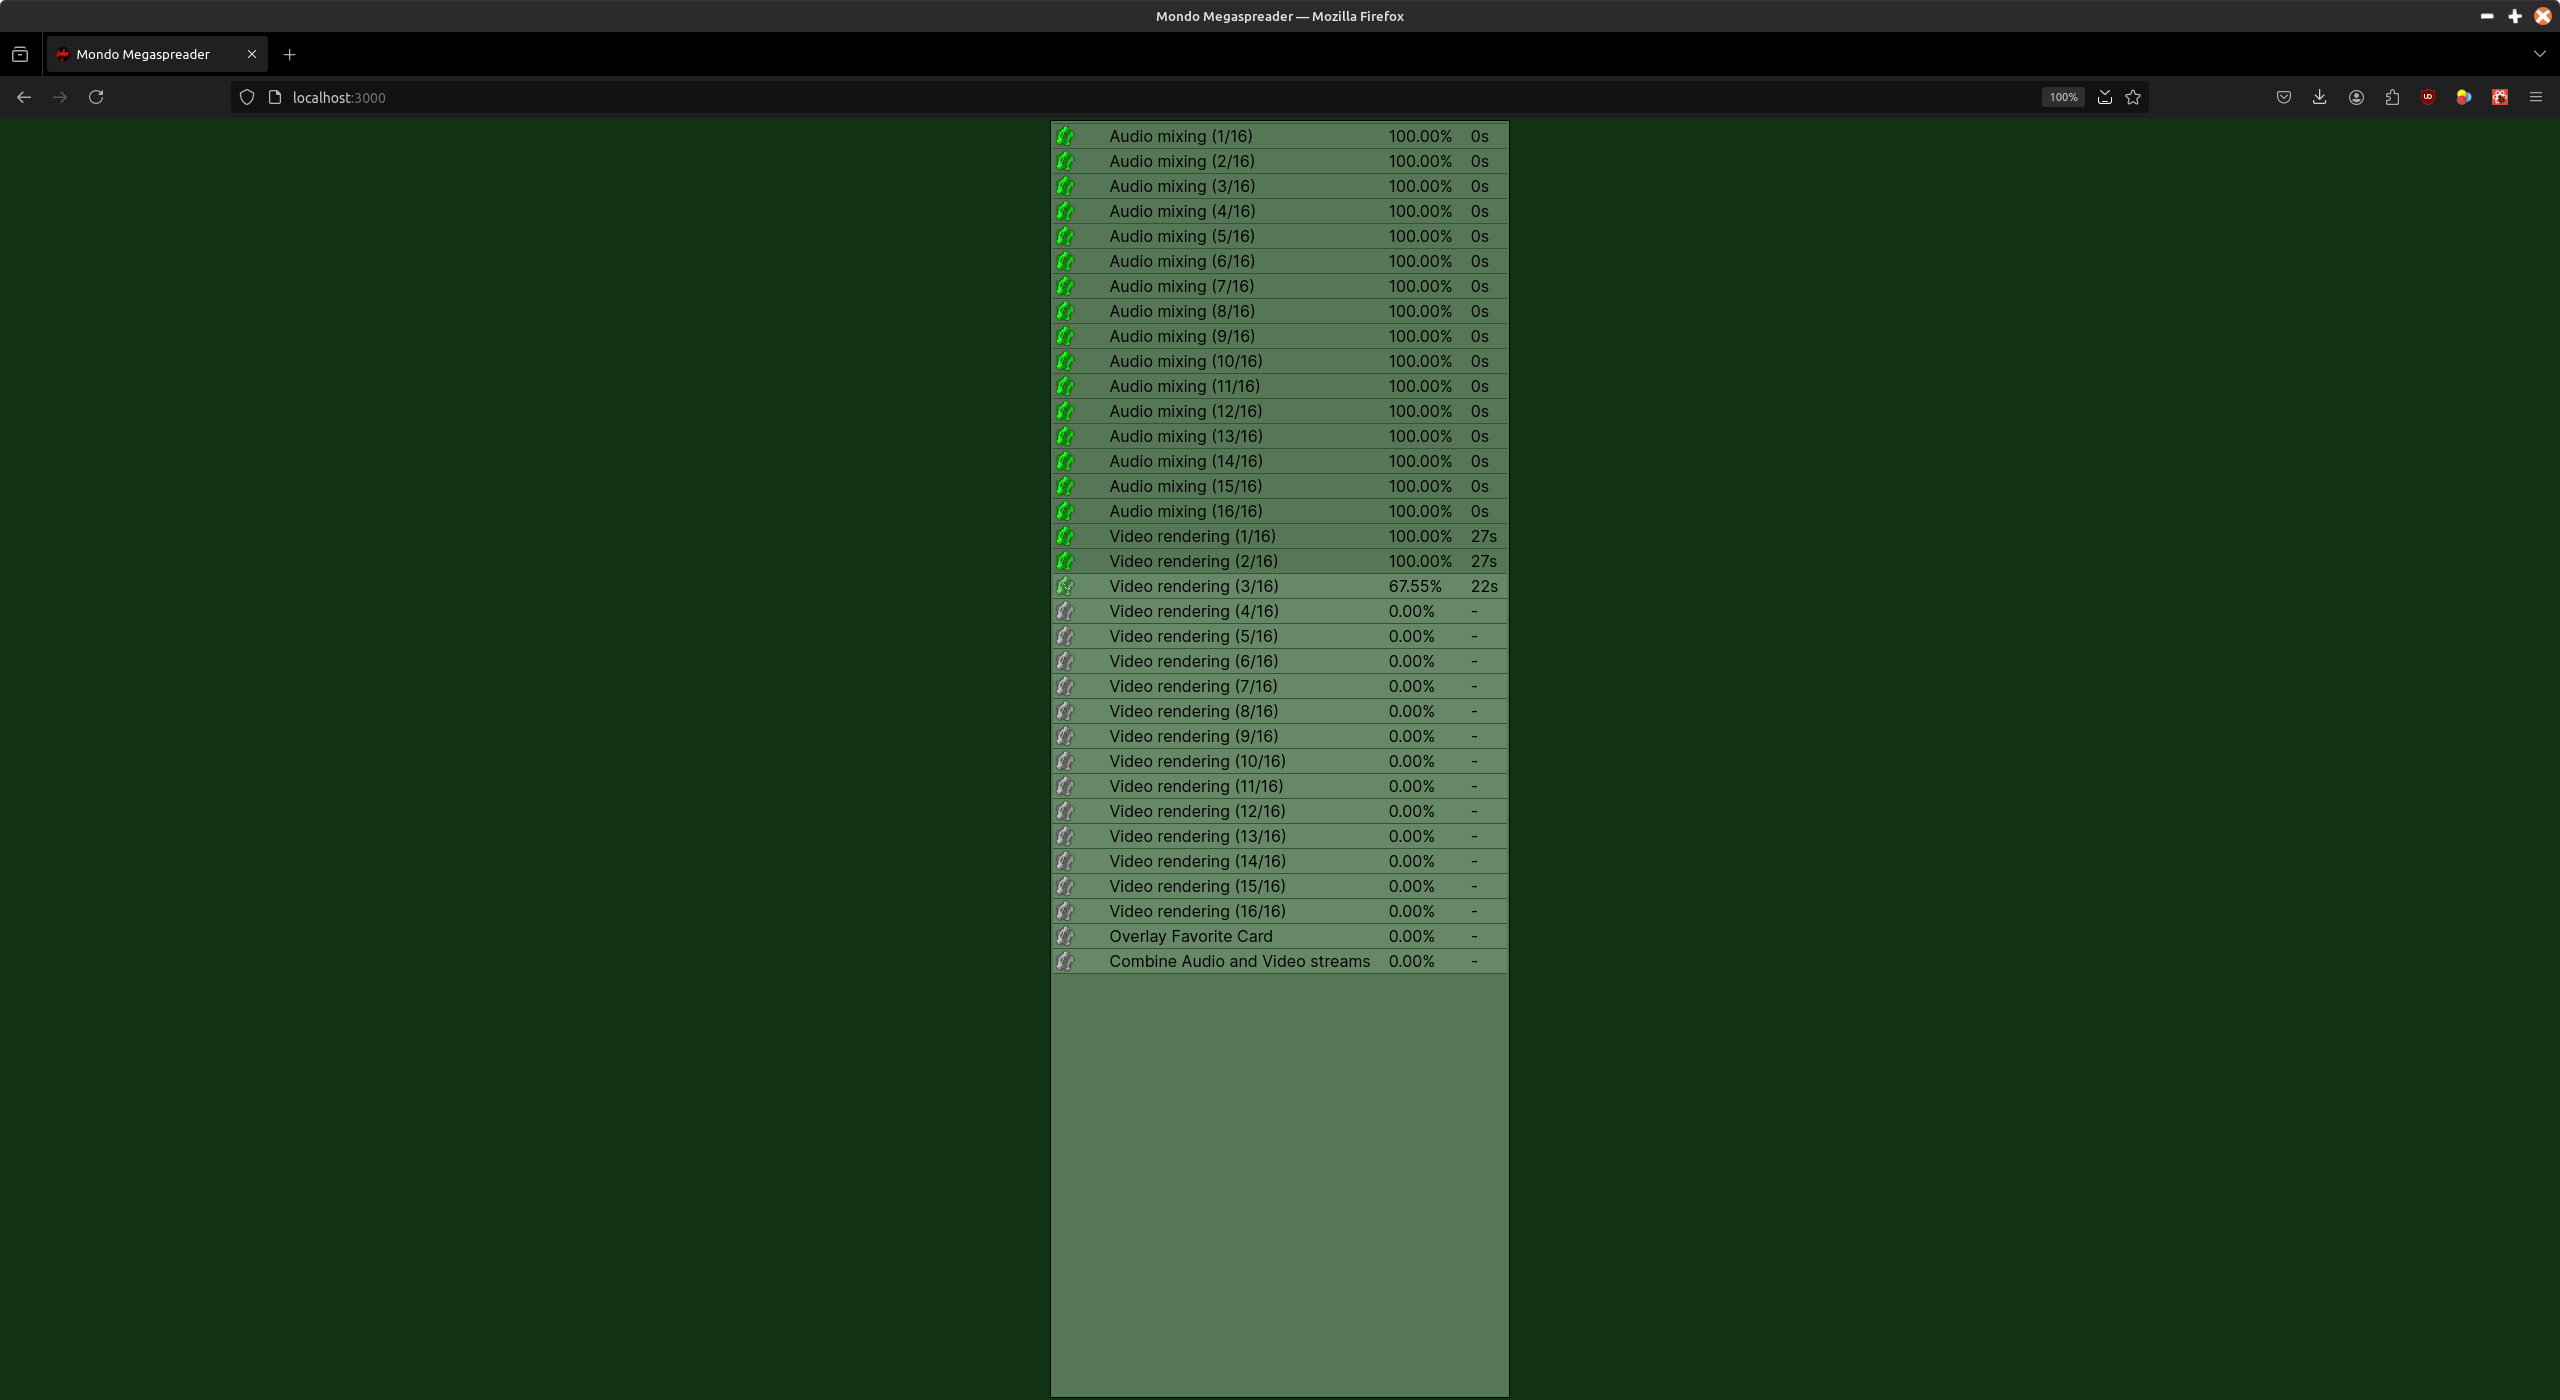 Mondo Megaspreader — Mozilla Firefox
Mondo Megaspreader
localhost:3000 100%
Audio mixing (1/16) 100.00% 0s
Audio mixing (2/16) 100.00% 0s
Audio mixing (3/16) 100.00% 0s
Audio mixing (4/16) 100.00% 0s
Audio mixing (5/16) 100.00% 0s
Audio mixing (6/16) 100.00% 0s
Audio mixing (7/16) 100.00% 0s
Audio mixing (8/16) 100.00% 0s
Audio mixing (9/16) 100.00% 0s
Audio mixing (10/16) 100.00% 0s
Audio mixing (11/16) 100.00% 0s
Audio mixing (12/16) 100.00% 0s
Audio mixing (13/16) 100.00% 0s
Audio mixing (14/16) 100.00% 0s
Audio mixing (15/16) 100.00% 0s
Audio mixing (16/16) 100.00% 0s
Video rendering (1/16) 100.00% 27s
Video rendering (2/16) 100.00% 27s
Video rendering (3/16) 67.55% 22s
Video rendering (4/16) 0.00% -
Video rendering (5/16) 0.00% -
Video rendering (6/16) 0.00% -
Video rendering (7/16) 0.00% -
Video rendering (8/16) 0.00% -
Video rendering (9/16) 0.00% -
Video rendering (10/16) 0.00% -
Video rendering (11/16) 0.00% -
Video rendering (12/16) 0.00% -
Video rendering (13/16) 0.00% -
Video rendering (14/16) 0.00% -
Video rendering (15/16) 0.00% -
Video rendering (16/16) 0.00% -
Overlay Favorite Card 0.00% -
Combine Audio and Video streams 0.00% -